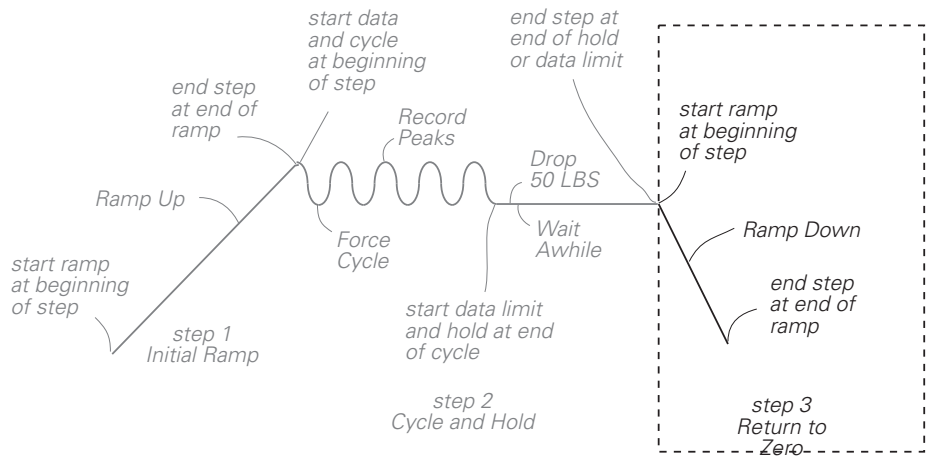 start data
and cycle
at beginning
of step
end step at
end of hold
or data limit
end step
at end of
ramp
Record
Peaks
start ramp
at beginning
of step
Drop
50 LBS
Ramp Up
Force
Cycle
Wait
Awhile
Ramp Down
start ramp
at beginning
of step
end step
at end of
ramp
start data limit
and hold at end
of cycle
step 1
Initial Ramp
step 2
Cycle and Hold
step 3
Return to
Zero